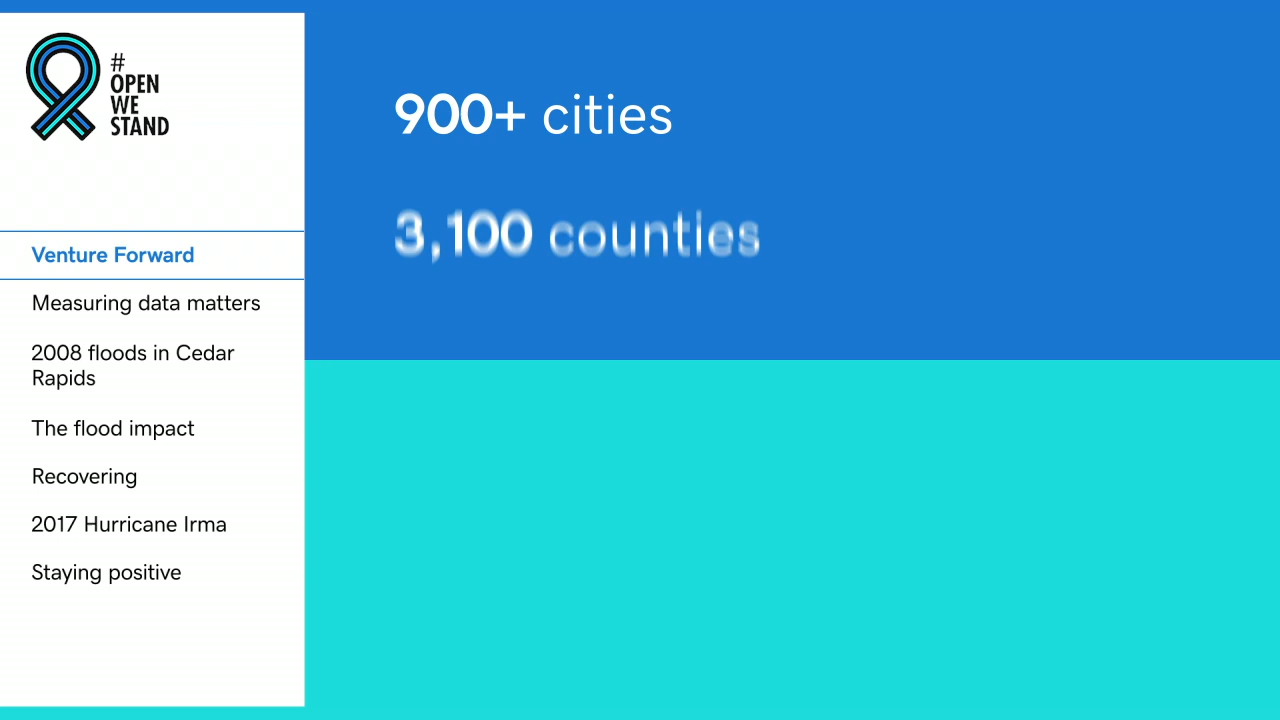 #
OPEN
WE
STAND
Venture Forward
Measuring data matters
2008 floods in Cedar
Rapids
The flood impact
Recovering
2017 Hurricane Irma
Staying positive
900+ cities
3,100 counties